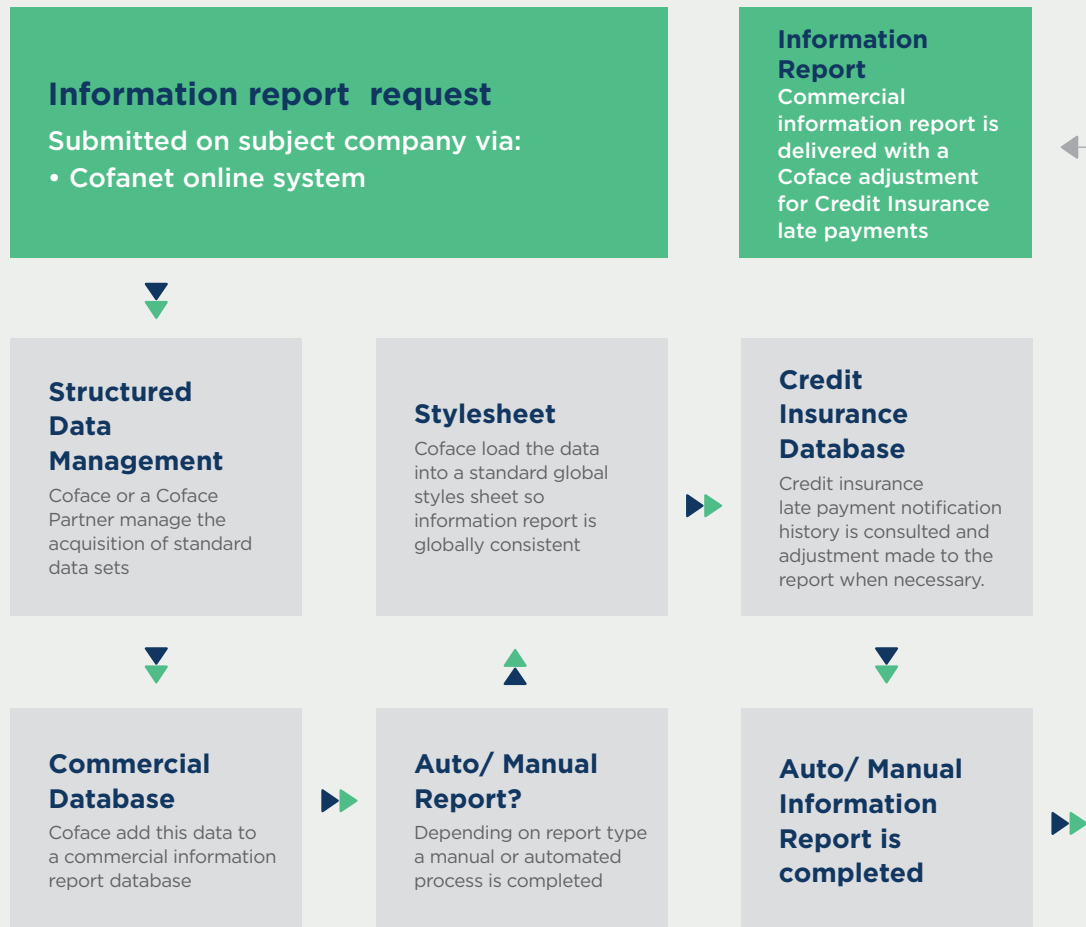 Information report  request
Submitted on subject company via:
• Cofanet online system
Information
Report
Commercial
information report is
delivered with a
Coface adjustment
for Credit Insurance
late payments
Structured
Data
Management
Coface or a Coface
Partner manage the
acquisition of standard
data sets
Stylesheet
Coface load the data
into a standard global
styles sheet so
information report is
globally consistent
Credit
Insurance
Database
Credit insurance
late payment notification
history is consulted and
adjustment made to the
report when necessary.
Commercial
Database
Coface add this data to
a commercial information
report database
Auto/ Manual
Report?
Depending on report type
a manual or automated
process is completed
Auto/ Manual
Information
Report is
completed